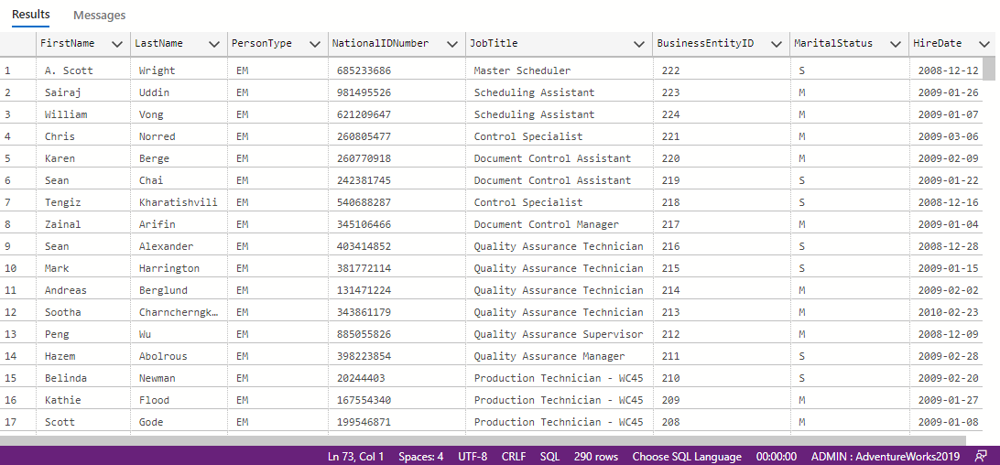 Results Messages
FirstName LastName PersonType NationalIDNumber JobTitle BusinessEntityID MaritalStatus HireDate
1 A. Scott Wright EM 685233686 Master Scheduler 222 S 2008-12-12
2 Sairaj Uddin EM 981495526 Scheduling Assistant 223 M 2009-01-26
3 William Vong EM 621209647 Scheduling Assistant 224 M 2009-01-07
4 Chris Norred EM 260805477 Control Specialist 221 M 2009-03-06
5 Karen Berge EM 260770918 Document Control Assistant 220 M 2009-02-09
6 Sean Chai EM 242381745 Document Control Assistant 219 S 2009-01-22
7 Tengiz Kharatishvili EM 540688287 Control Specialist 218 S 2008-12-16
8 Zainal Arifin EM 345106466 Document Control Manager 217 M 2009-01-04
9 Sean Alexander EM 403414852 Quality Assurance Technician 216 S 2008-12-28
10 Mark Harrington EM 381772114 Quality Assurance Technician 215 S 2009-01-15
11 Andreas Berglund EM 131471224 Quality Assurance Technician 214 M 2009-02-02
12 Sootha Charncherngk… EM 343861179 Quality Assurance Technician 213 M 2010-02-23
13 Peng Wu EM 885055826 Quality Assurance Supervisor 212 M 2008-12-09
14 Hazem Abolrous EM 398223854 Quality Assurance Manager 211 S 2009-02-28
15 Belinda Newman EM 20244403 Production Technician - WC45 210 S 2009-02-20
16 Kathie Flood EM 167554340 Production Technician - WC45 209 M 2009-01-27
17 Scott Gode EM 199546871 Production Technician - WC45 208 M 2009-01-08
Ln 73, Col 1 Spaces: 4 UTF-8 CRLF SQL 290 rows Choose SQL Language 00:00:00 ADMIN : AdventureWorks2019